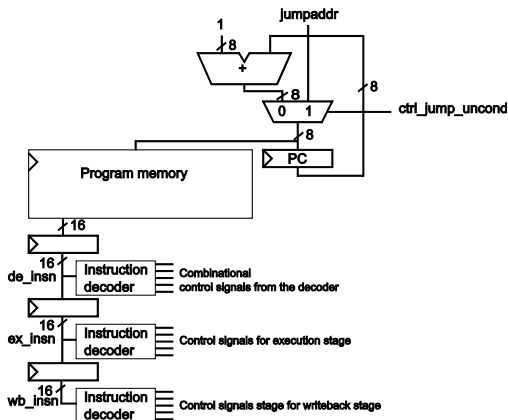 jumpaddr
1
8
+
8
8
0 1
ctrl_jump_uncond
8
PC
Program memory
16
16
de_insn
Instruction
decoder
Combinational
control signals from the decoder
16
ex_insn
Instruction
decoder
Control signals for execution stage
16
wb_insn
Instruction
decoder
Control signals stage for writeback stage